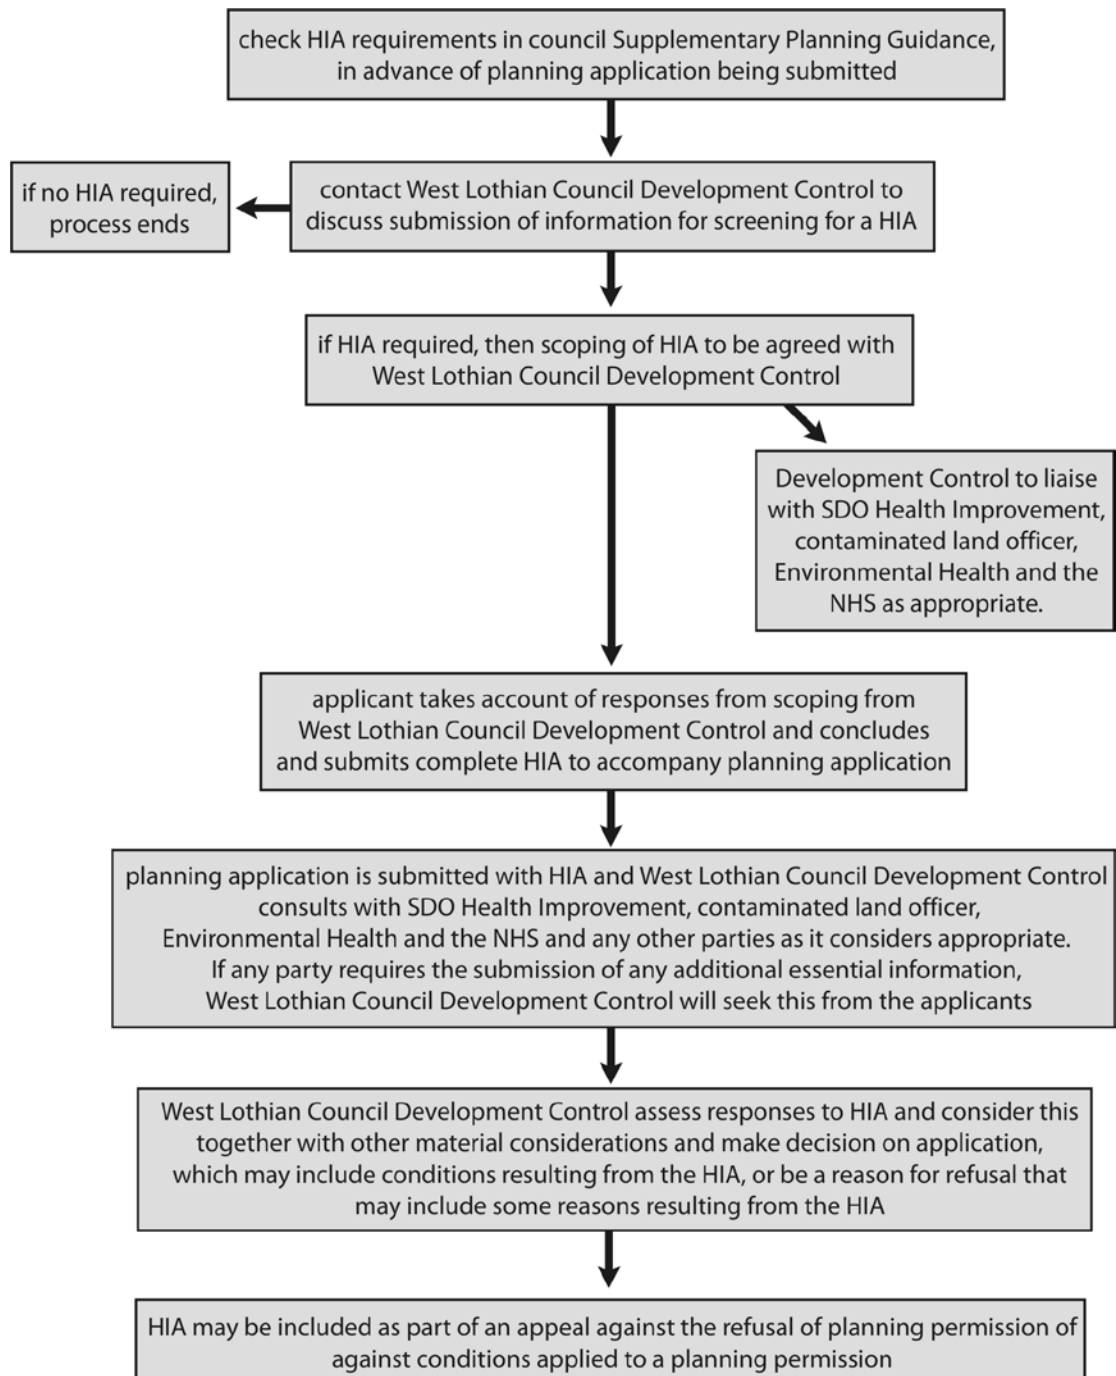 check HIA requirements in council Supplementary Planning Guidance,
in advance of planning application being submitted
if no HIA required,
process ends
contact West Lothian Council Development Control to
discuss submission of information for screening for a HIA
if HIA required, then scoping of HIA to be agreed with
West Lothian Council Development Control
Development Control to liaise
with SDO Health Improvement,
contaminated land officer,
Environmental Health and the
NHS as appropriate.
applicant takes account of responses from scoping from
West Lothian Council Development Control and concludes
and submits complete HIA to accompany planning application
planning application is submitted with HIA and West Lothian Council Development Control
consults with SDO Health Improvement, contaminated land officer,
Environmental Health and the NHS and any other parties as it considers appropriate.
If any party requires the submission of any additional essential information,
West Lothian Council Development Control will seek this from the applicants
West Lothian Council Development Control assess responses to HIA and consider this
together with other material considerations and make decision on application,
which may include conditions resulting from the HIA, or be a reason for refusal that
may include some reasons resulting from the HIA
HIA may be included as part of an appeal against the refusal of planning permission of
against conditions applied to a planning permission